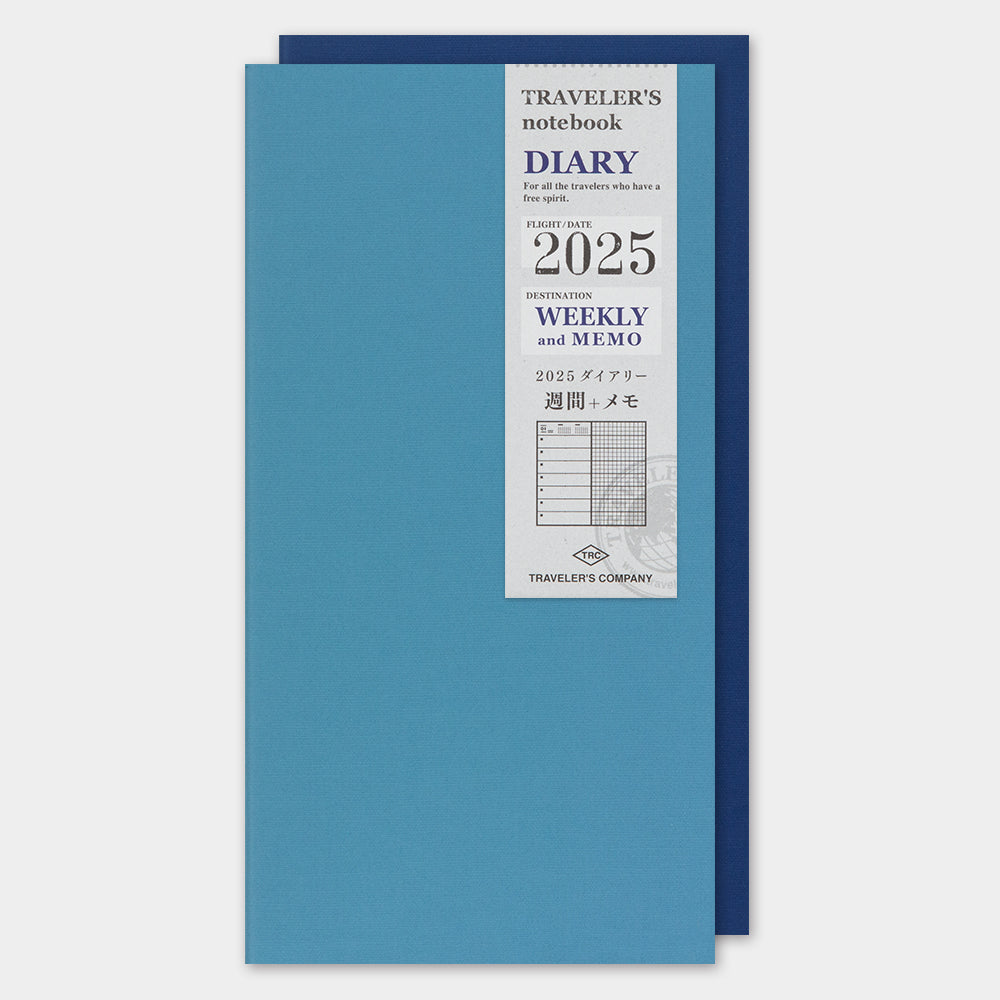 TRAVELER'S
notebook
DIARY
For all the travelers who have a
free spirit.
FLIGHT/DATE
2025
DESTINATION
WEEKLY
and MEMO
2025 ダイアリー
週間+メモ
TRC
TRAVELER'S COMPANY